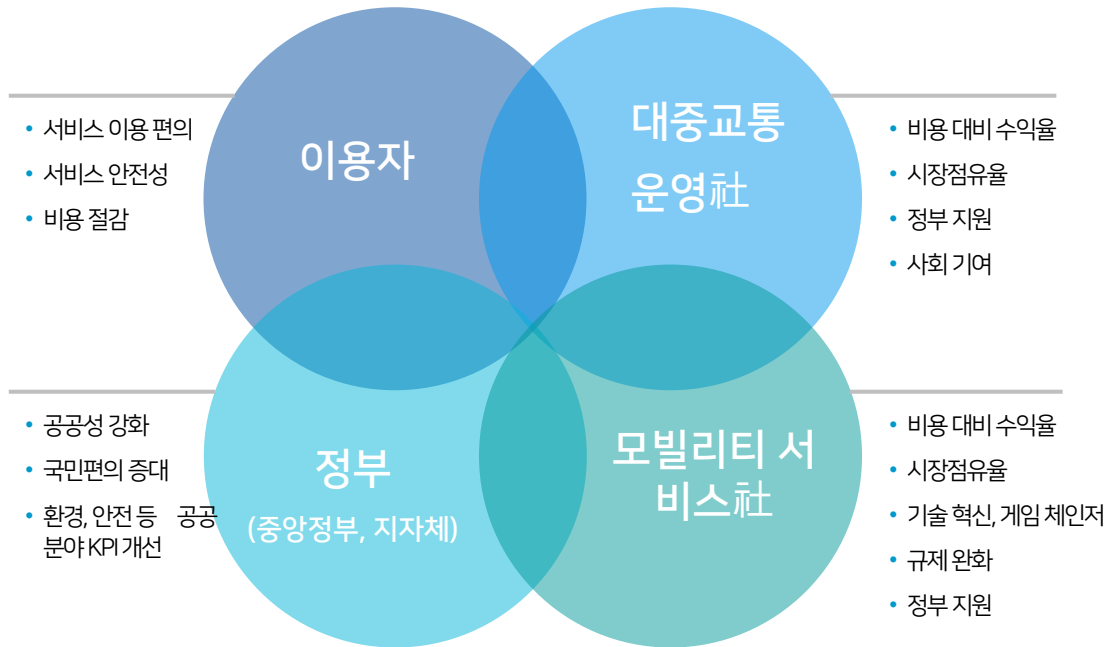 이용자
• 서비스 이용 편의
• 서비스 안전성
• 비용 절감
대중교통
운영社
• 비용 대비 수익율
• 시장점유율
• 정부 지원
• 사회 기여
정부
(중앙정부, 지자체)
• 공공성 강화
• 국민편의 증대
• 환경, 안전 등 공공
분야 KPI 개선
모빌리티 서
비스社
• 비용 대비 수익율
• 시장점유율
• 기술 혁신, 게임 체인저
• 규제 완화
• 정부 지원